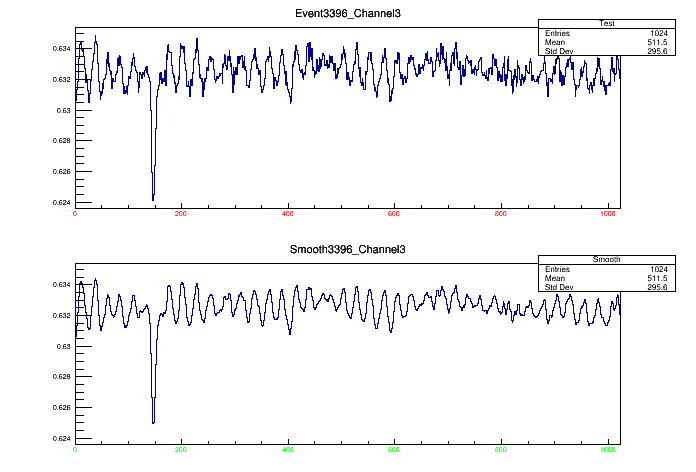 Event3396_Channel3
Test
Entries 1024
Mean 511.5
Std Dev 295.6
0.634
0.632
0.63
0.628
0.626
0.624
0 200 400 600 800 1000
Smooth3396_Channel3
Smooth
Entries 1024
Mean 511.5
Std Dev 295.6
0.634
0.632
0.63
0.628
0.626
0.624
0 200 400 600 800 1000